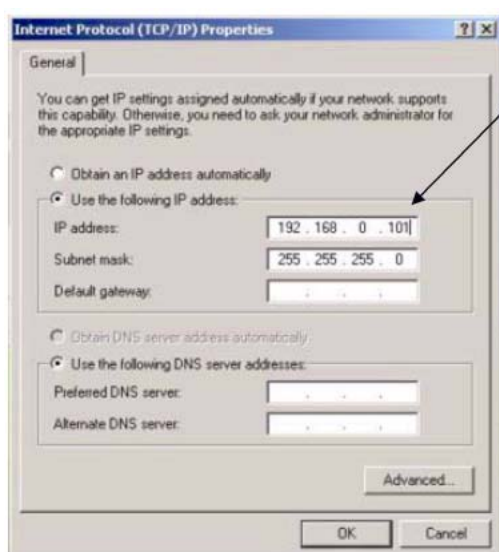 Internet Protocol (TCP/IP) Properties
General
You can get IP settings assigned automatically if your network supports
this capability. Otherwise, you need to ask your network administrator for
the appropriate IP settings.
Obtain an IP address automatically
Use the following IP address:
IP address: 192 . 168 . 0 . 101
Subnet mask: 255 . 255 . 255 . 0
Default gateway: . . .
Obtain DNS server address automatically
Use the following DNS server addresses:
Preferred DNS server: . . .
Alternate DNS server: . . .
Advanced...
OK Cancel